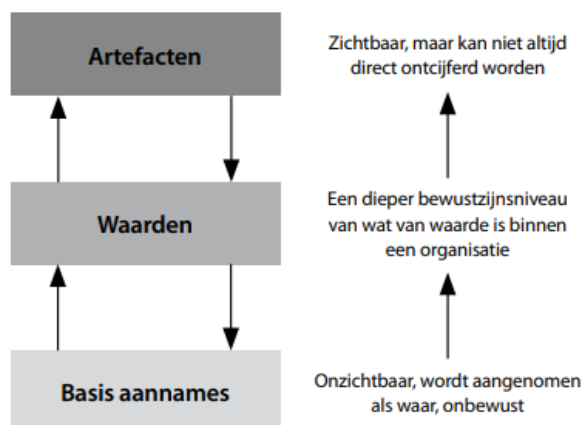 Artefacten
Zichtbaar, maar kan niet altijd
direct ontcijferd worden
Waarden
Een dieper bewustzijnsniveau
van wat van waarde is binnen
een organisatie
Basis aannames
Onzichtbaar, wordt aangenomen
als waar, onbewust